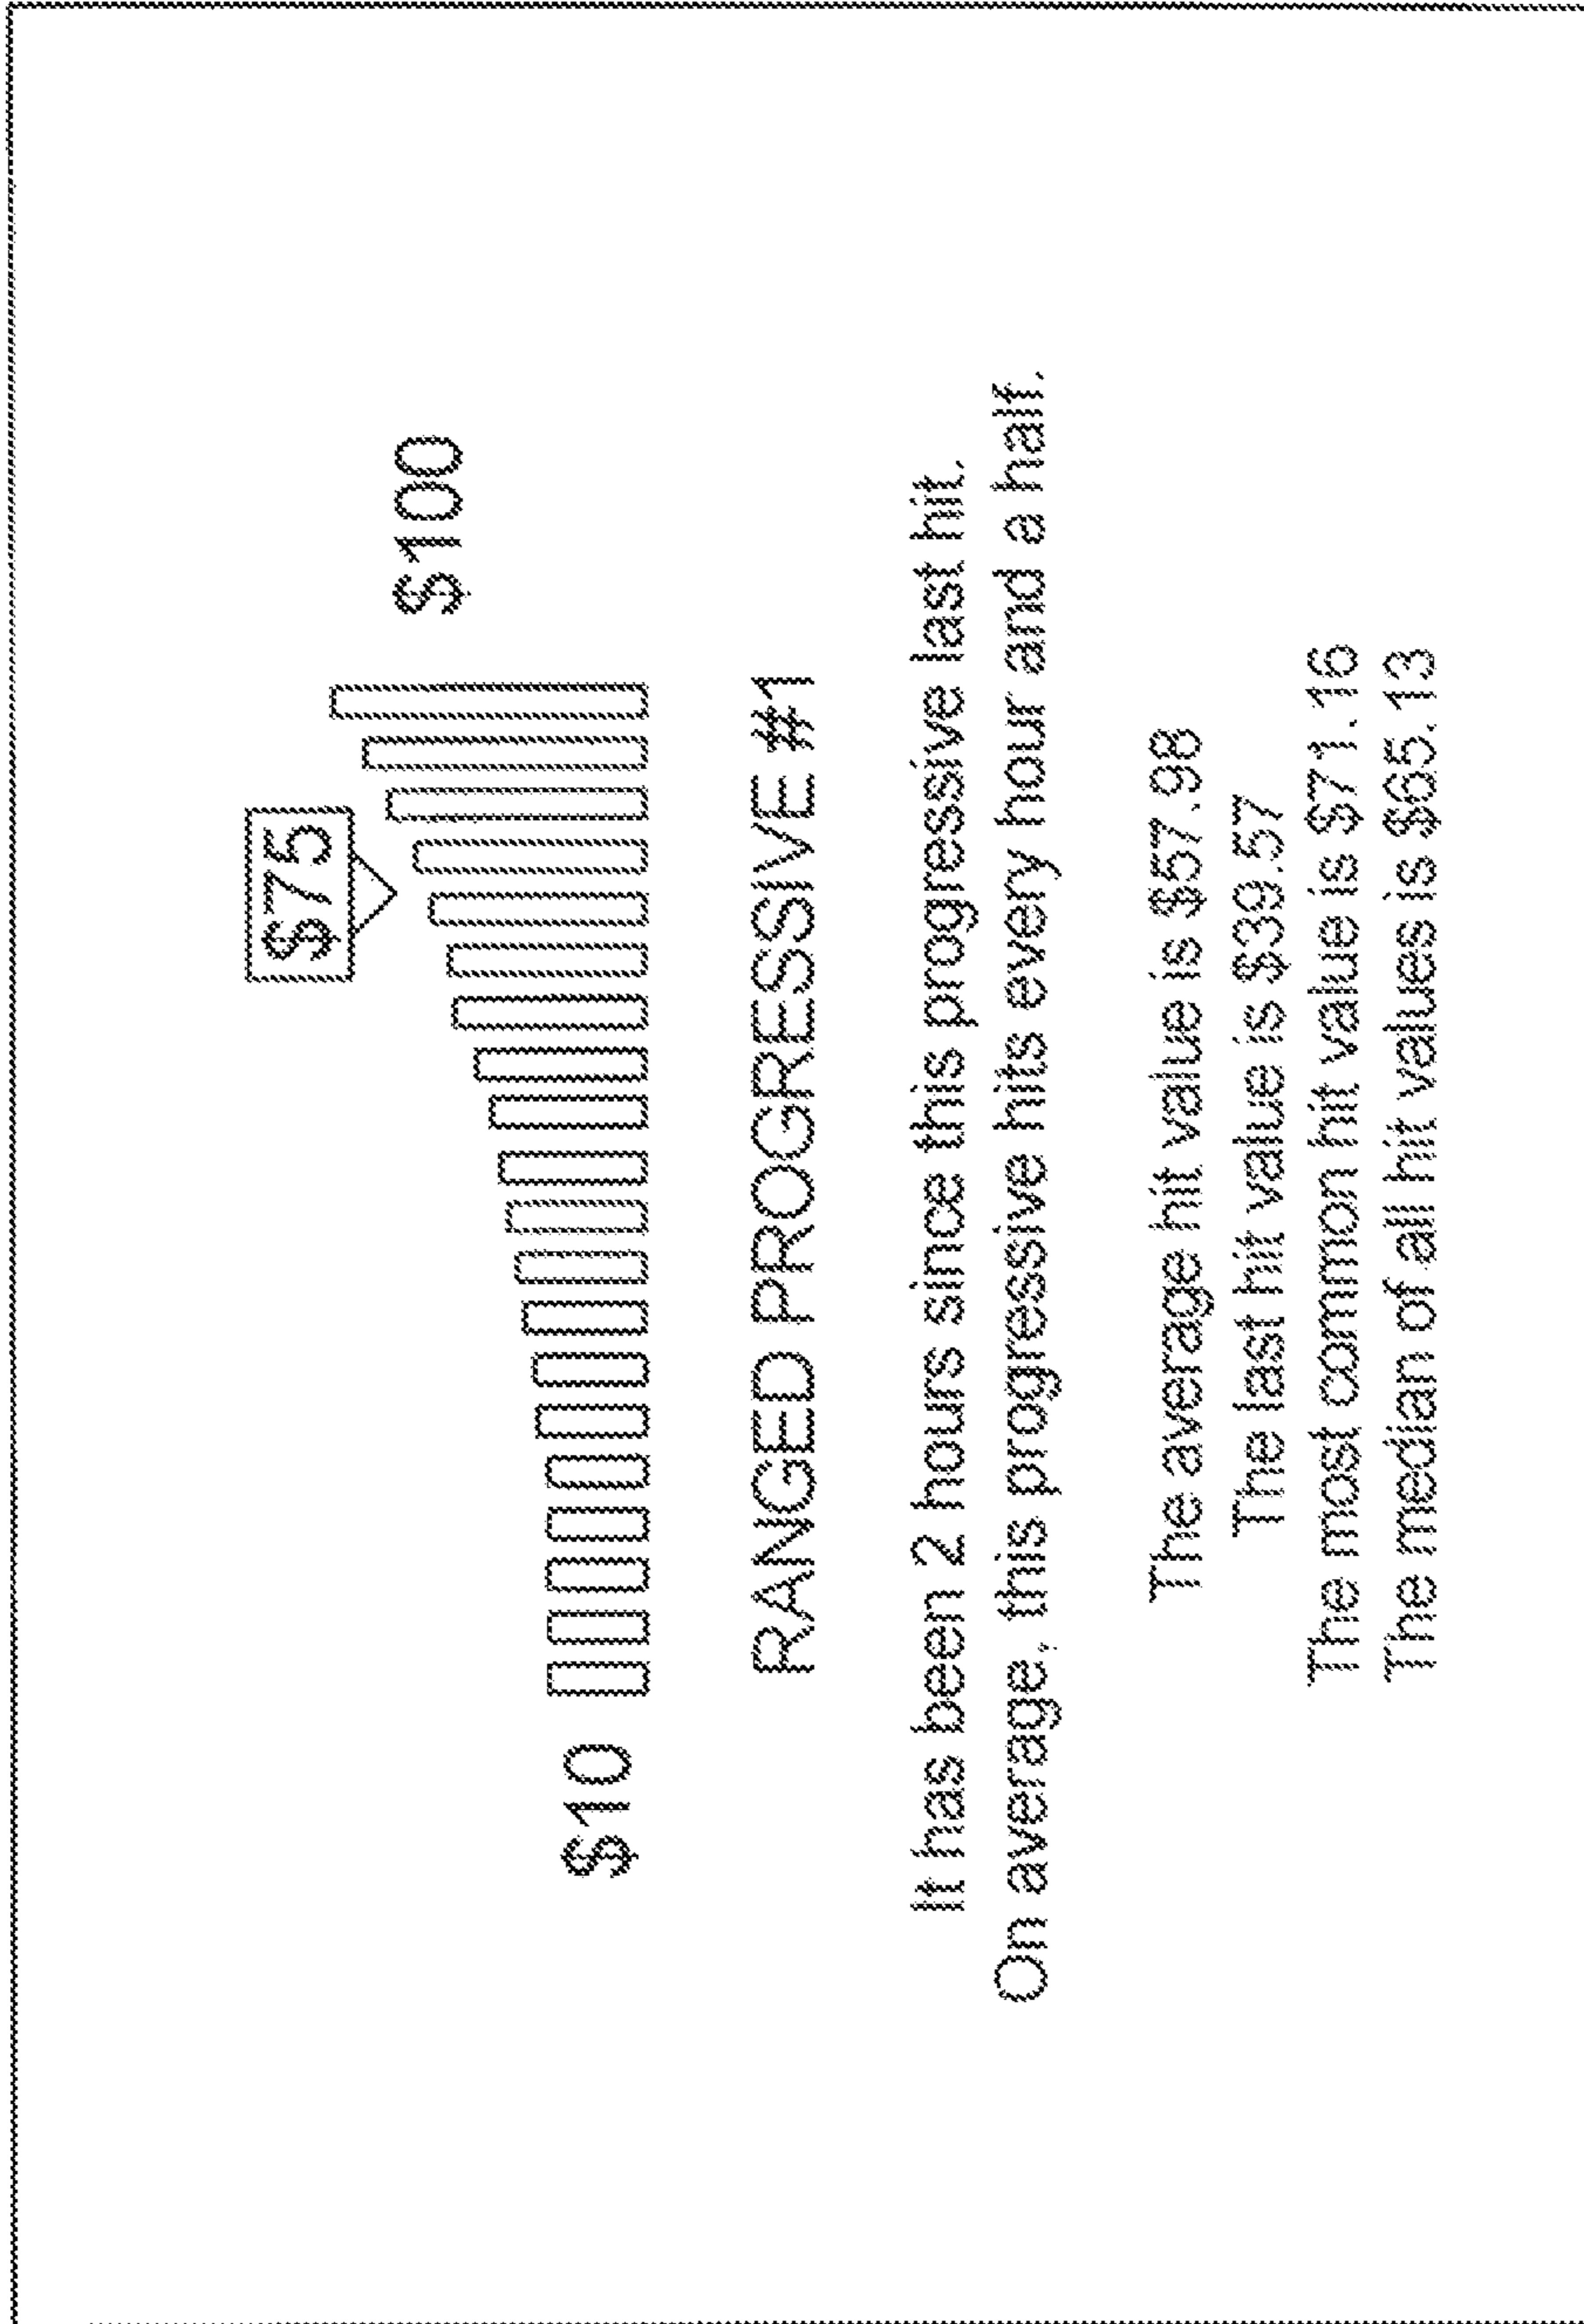 $75
$100
$10
RANGED PROGRESSIVE #1
It has been 2 hours since this progressive last hit.
On average, this progressive hits every hour and a half.
The average hit value is $57.98
The last hit value is $39.57
The most common hit value is $71.16
The median of all hit values is $65.13